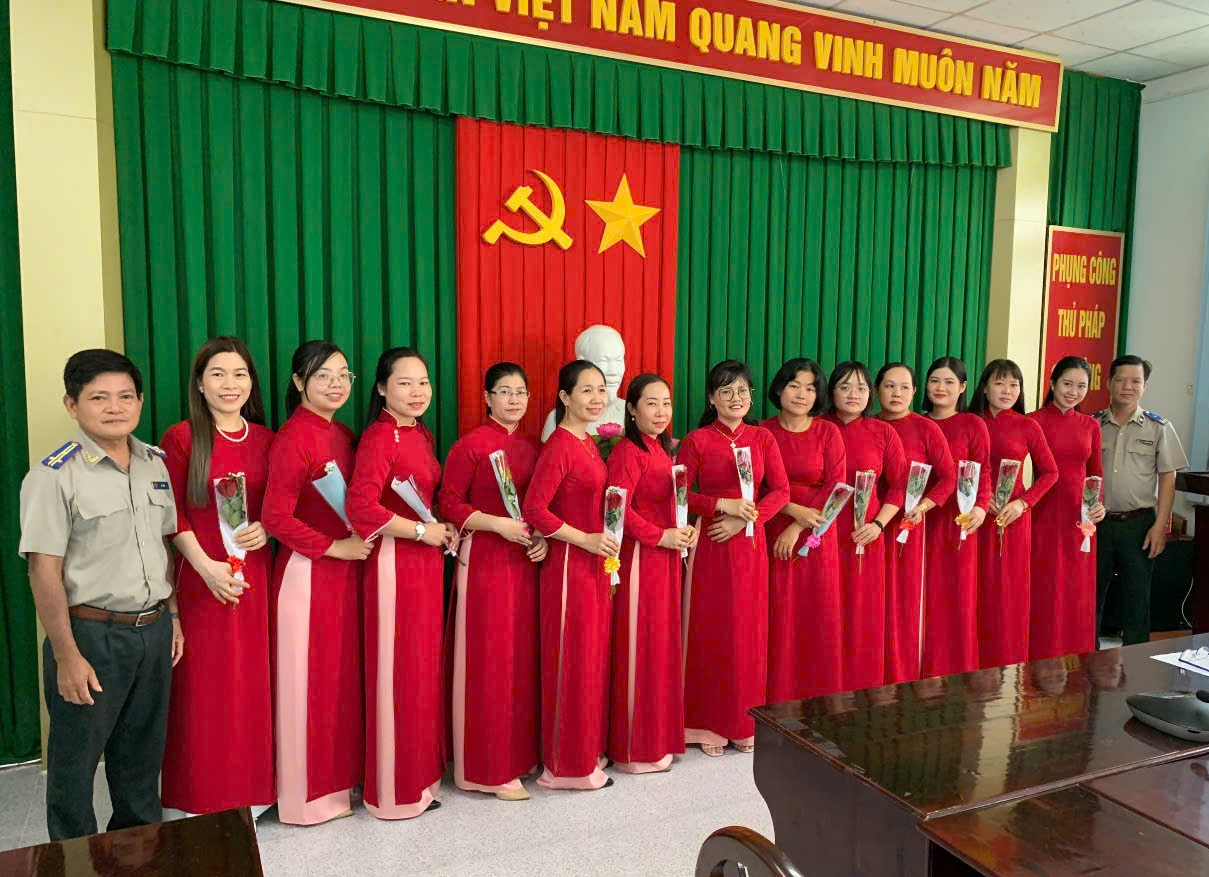 VIỆT NAM QUANG VINH MUÔN NĂM
PHỤNG CÔNG
THỦ PHÁP